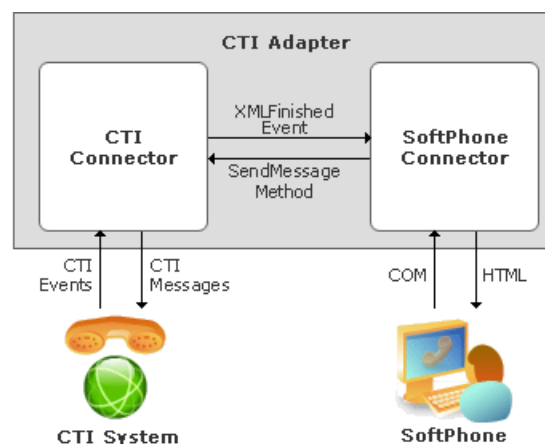 CTI Adapter
CTI
Connector
XMLFinished
Event
SendMessage
Method
SoftPhone
Connector
CTI
Events
CTI
Messages
COM
HTML
CTI System
SoftPhone